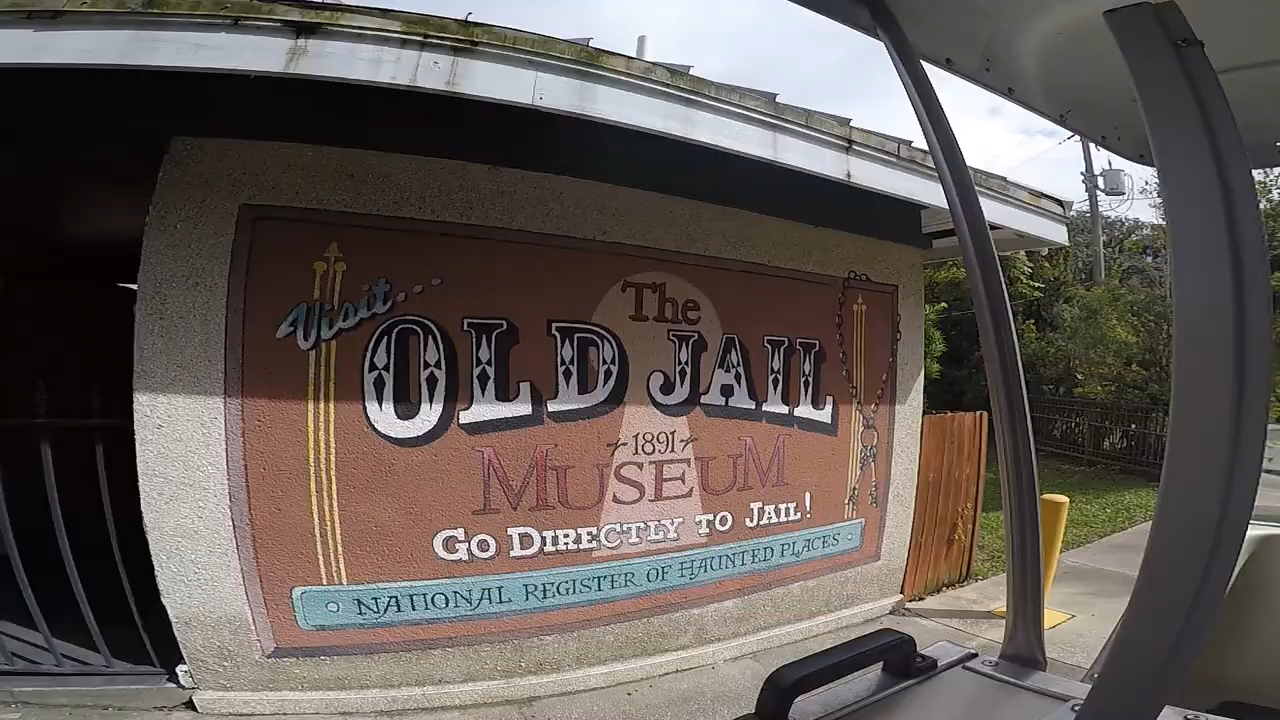 Visit...
The
OLD JAIL
1891
MUSEUM
GO DIRECTLY TO JAIL!
NATIONAL REGISTER OF HAUNTED PLACES